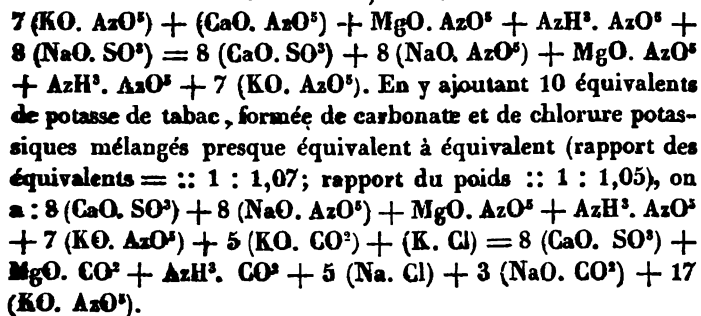 7 (KO. AzO⁵) + (CaO. AzO⁵) + MgO. AzO⁵ + AzH³. AzO⁵ +
8 (NaO. SO³) = 8 (CaO. SO³) + 8 (NaO. AzO⁵) + MgO. AzO⁵
+ AzH³. AzO⁵ + 7 (KO. AzO⁵). En y ajoutant 10 équivalents
de potasse de tabac, formée de carbonate et de chlorure potas-
siques mélangés presque équivalent à équivalent (rapport des
équivalents = :: 1 : 1,07; rapport du poids :: 1 : 1,05), on
a : 8 (CaO. SO³) + 8 (NaO. AzO⁵) + MgO. AzO⁵ + AzH³. AzO⁵
+ 7 (KO. AzO⁵) + 5 (KO. CO²) + (K. Cl) = 8 (CaO. SO³) +
MgO. CO² + AzH³. CO² + 5 (Na. Cl) + 3 (NaO. CO²) + 17
(KO. AzO⁵).